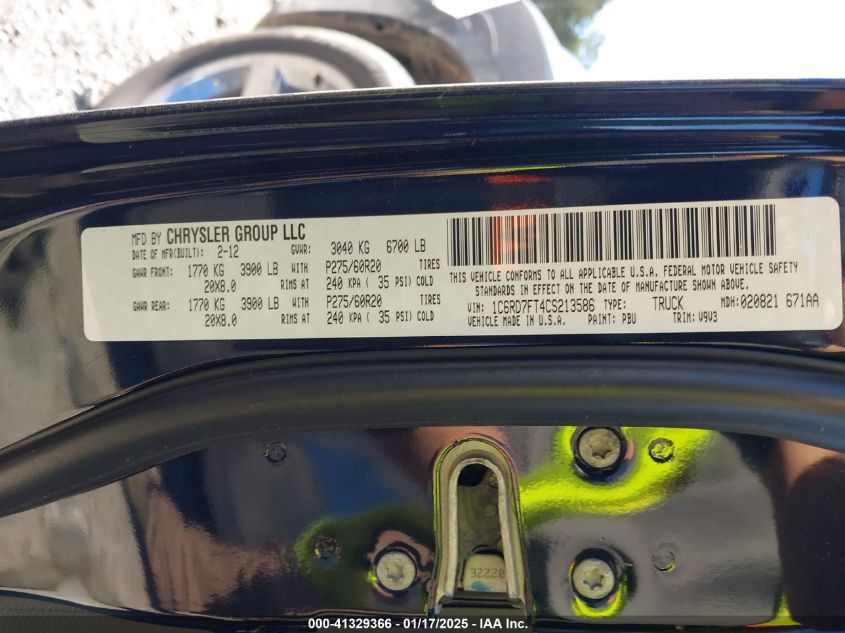 MFD BY CHRYSLER GROUP LLC
DATE OF MFR(BUILT): 2-12 GVWR: 3040 KG 6700 LB
GAWR FRONT: 1770 KG 3900 LB WITH P275/60R20 TIRES
20X8.0 RIMS AT 240 KPA ( 35 PSI) COLD
GAWR REAR: 1770 KG 3900 LB WITH P275/60R20 TIRES
20X8.0 RIMS AT 240 KPA ( 35 PSI) COLD
THIS VEHICLE CONFORMS TO ALL APPLICABLE U.S.A. FEDERAL MOTOR VEHICLE SAFETY
STANDARDS IN EFFECT ON THE DATE OF MANUFACTURE SHOWN ABOVE.
VIN: 1C6RD7FT4CS213586 TYPE: TRUCK MDH: 020821 671AA
VEHICLE MADE IN U.S.A. PAINT: PBU TRIM: V9V3
0222E
000-41329366 - 01/17/2025 - IAA Inc.